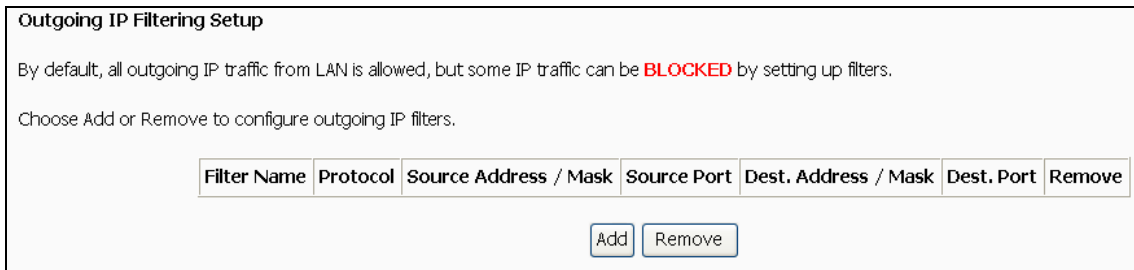 Outgoing IP Filtering Setup
By default, all outgoing IP traffic from LAN is allowed, but some IP traffic can be BLOCKED by setting up filters.
Choose Add or Remove to configure outgoing IP filters.
Filter Name Protocol Source Address / Mask Source Port Dest. Address / Mask Dest. Port Remove
Add Remove